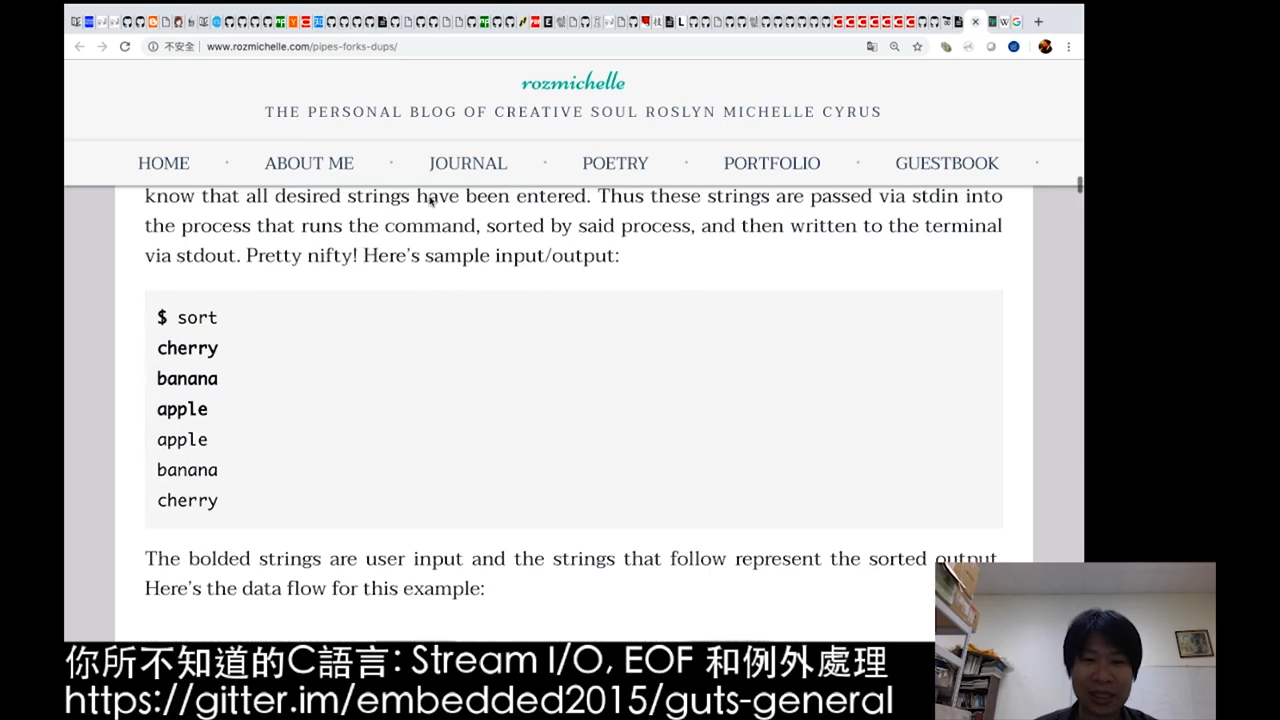 不安全 | www.rozmichelle.com/pipes-forks-dups/
rozmichelle
THE PERSONAL BLOG OF CREATIVE SOUL ROSLYN MICHELLE CYRUS
HOME · ABOUT ME · JOURNAL · POETRY · PORTFOLIO · GUESTBOOK ·
know that all desired strings have been entered. Thus these strings are passed via stdin into
the process that runs the command, sorted by said process, and then written to the terminal
via stdout. Pretty nifty! Here's sample input/output:
$ sort
cherry
banana
apple
apple
banana
cherry
The bolded strings are user input and the strings that follow represent the sorted output.
Here's the data flow for this example:
你所不知道的C語言: Stream I/O, EOF 和例外處理
https://gitter.im/embedded2015/guts-general